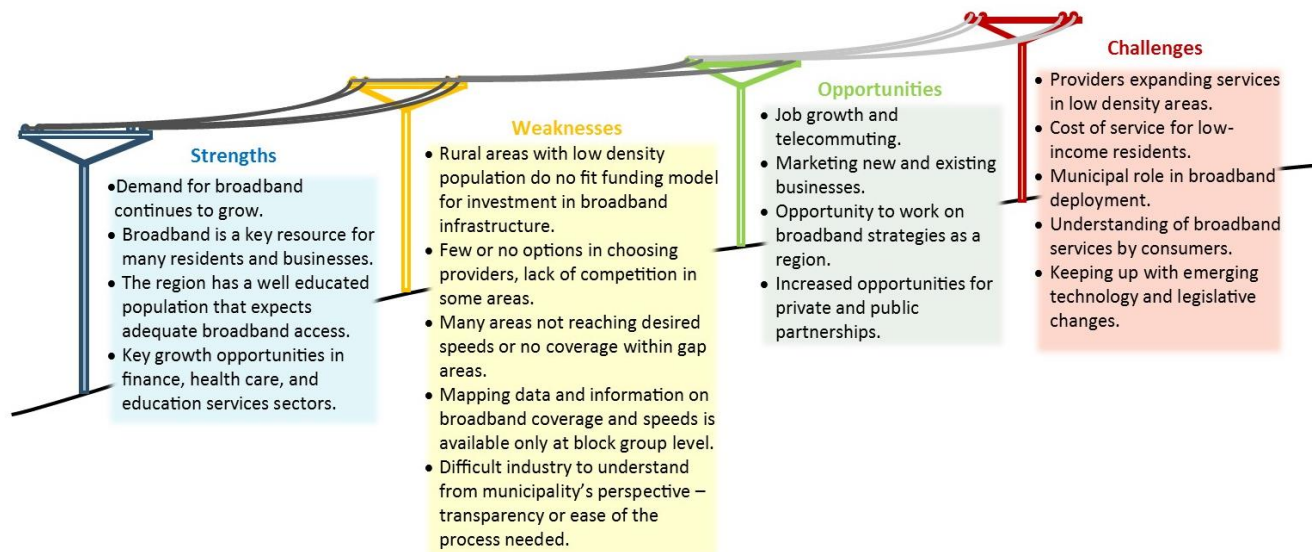 Strengths
•Demand for broadband
continues to grow.
• Broadband is a key resource for
many residents and businesses.
• The region has a well educated
population that expects
adequate broadband access.
• Key growth opportunities in
finance, health care, and
education services sectors.
Weaknesses
• Rural areas with low density
population do no fit funding model
for investment in broadband
infrastructure.
• Few or no options in choosing
providers, lack of competition in
some areas.
• Many areas not reaching desired
speeds or no coverage within gap
areas.
• Mapping data and information on
broadband coverage and speeds is
available only at block group level.
• Difficult industry to understand
from municipality’s perspective –
transparency or ease of the
process needed.
Opportunities
• Job growth and
telecommuting.
• Marketing new and existing
businesses.
• Opportunity to work on
broadband strategies as a
region.
• Increased opportunities for
private and public
partnerships.
Challenges
• Providers expanding services
in low density areas.
• Cost of service for low-
income residents.
• Municipal role in broadband
deployment.
• Understanding of broadband
services by consumers.
• Keeping up with emerging
technology and legislative
changes.